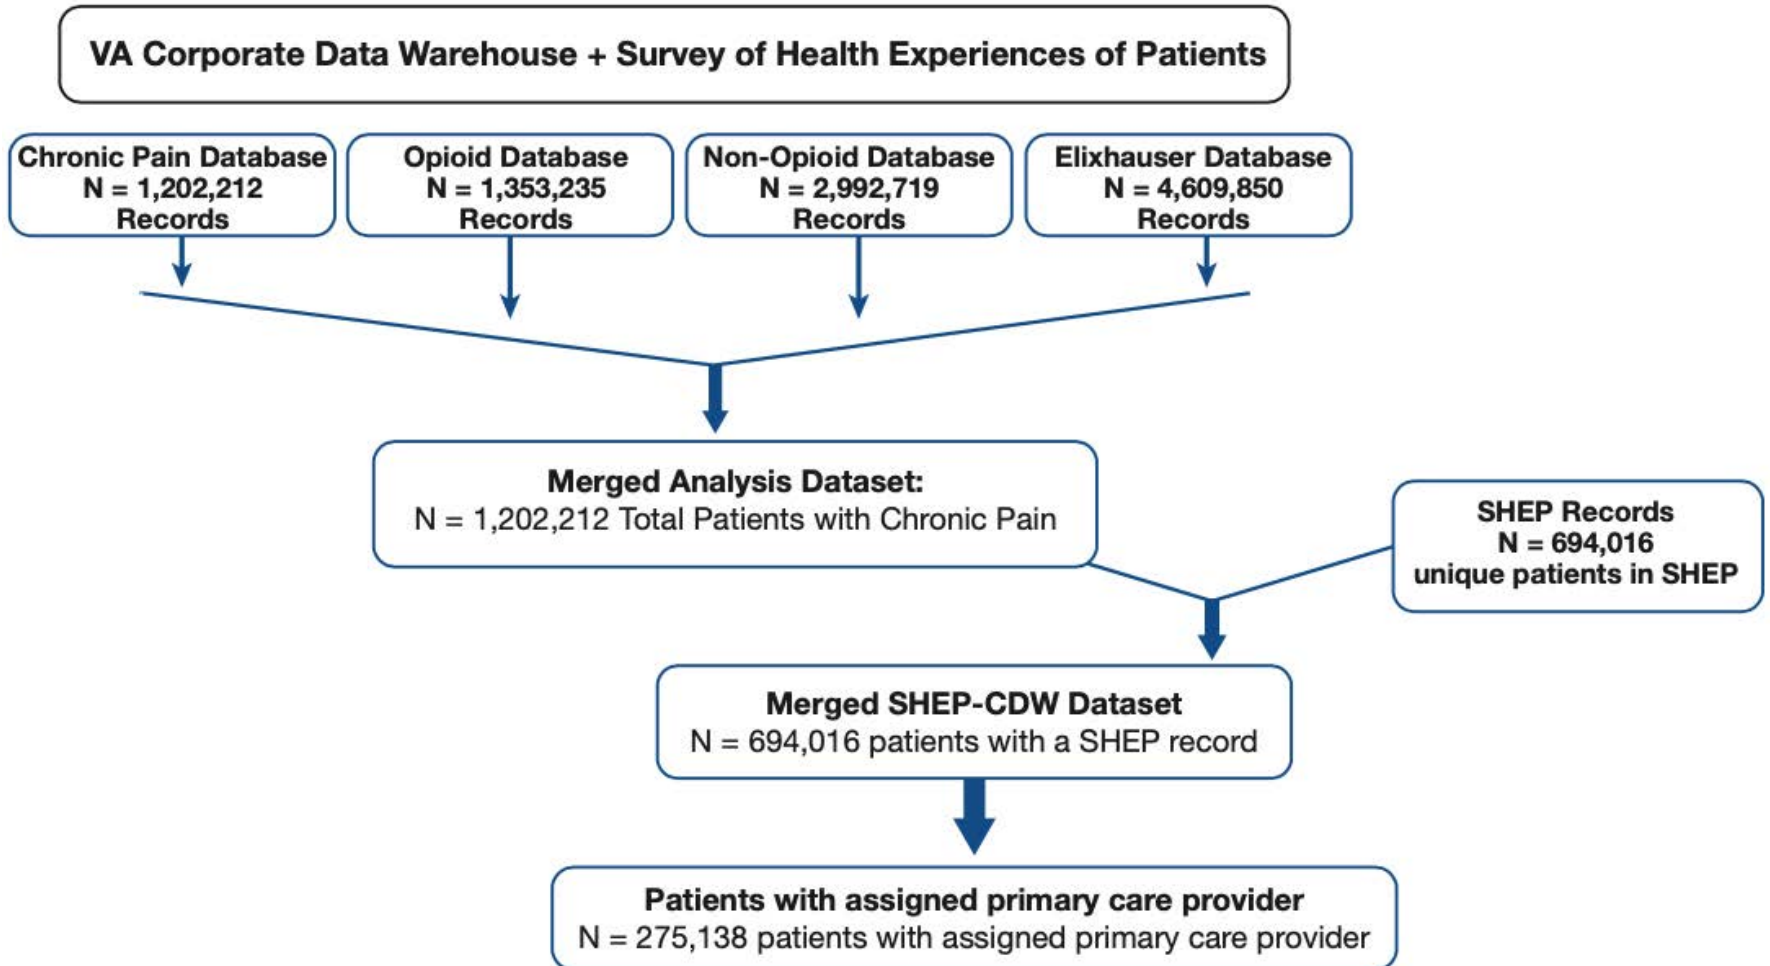 VA Corporate Data Warehouse + Survey of Health Experiences of Patients
Chronic Pain Database
N = 1,202,212
Records
Opioid Database
N = 1,353,235
Records
Non-Opioid Database
N = 2,992,719
Records
Elixhauser Database
N = 4,609,850
Records
Merged Analysis Dataset:
N = 1,202,212 Total Patients with Chronic Pain
SHEP Records
N = 694,016
unique patients in SHEP
Merged SHEP-CDW Dataset
N = 694,016 patients with a SHEP record
Patients with assigned primary care provider
N = 275,138 patients with assigned primary care provider